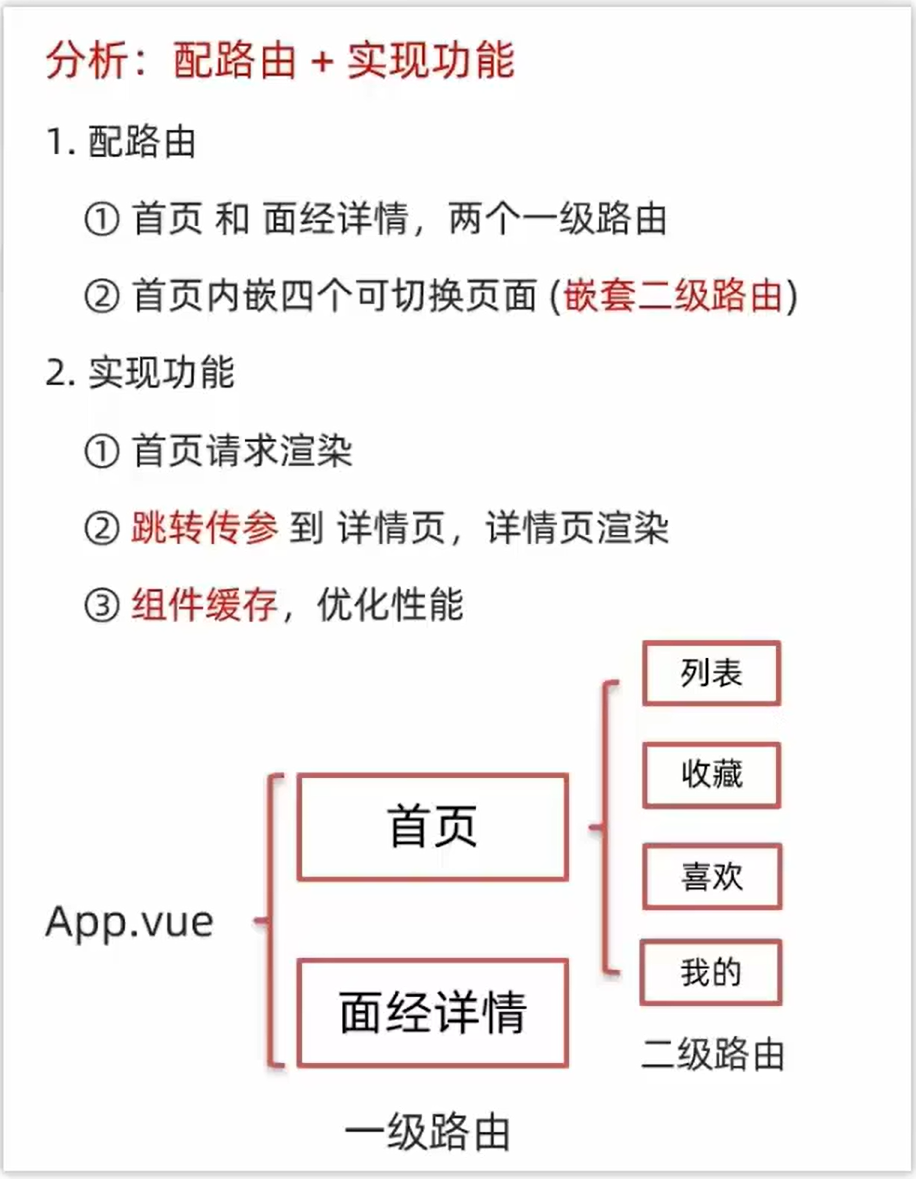 分析：配路由 + 实现功能
1. 配路由
① 首页 和 面经详情，两个一级路由
② 首页内嵌四个可切换页面 (嵌套二级路由)
2. 实现功能
① 首页请求渲染
② 跳转传参 到 详情页，详情页渲染
③ 组件缓存，优化性能
App.vue
首页
面经详情
一级路由
列表
收藏
喜欢
我的
二级路由